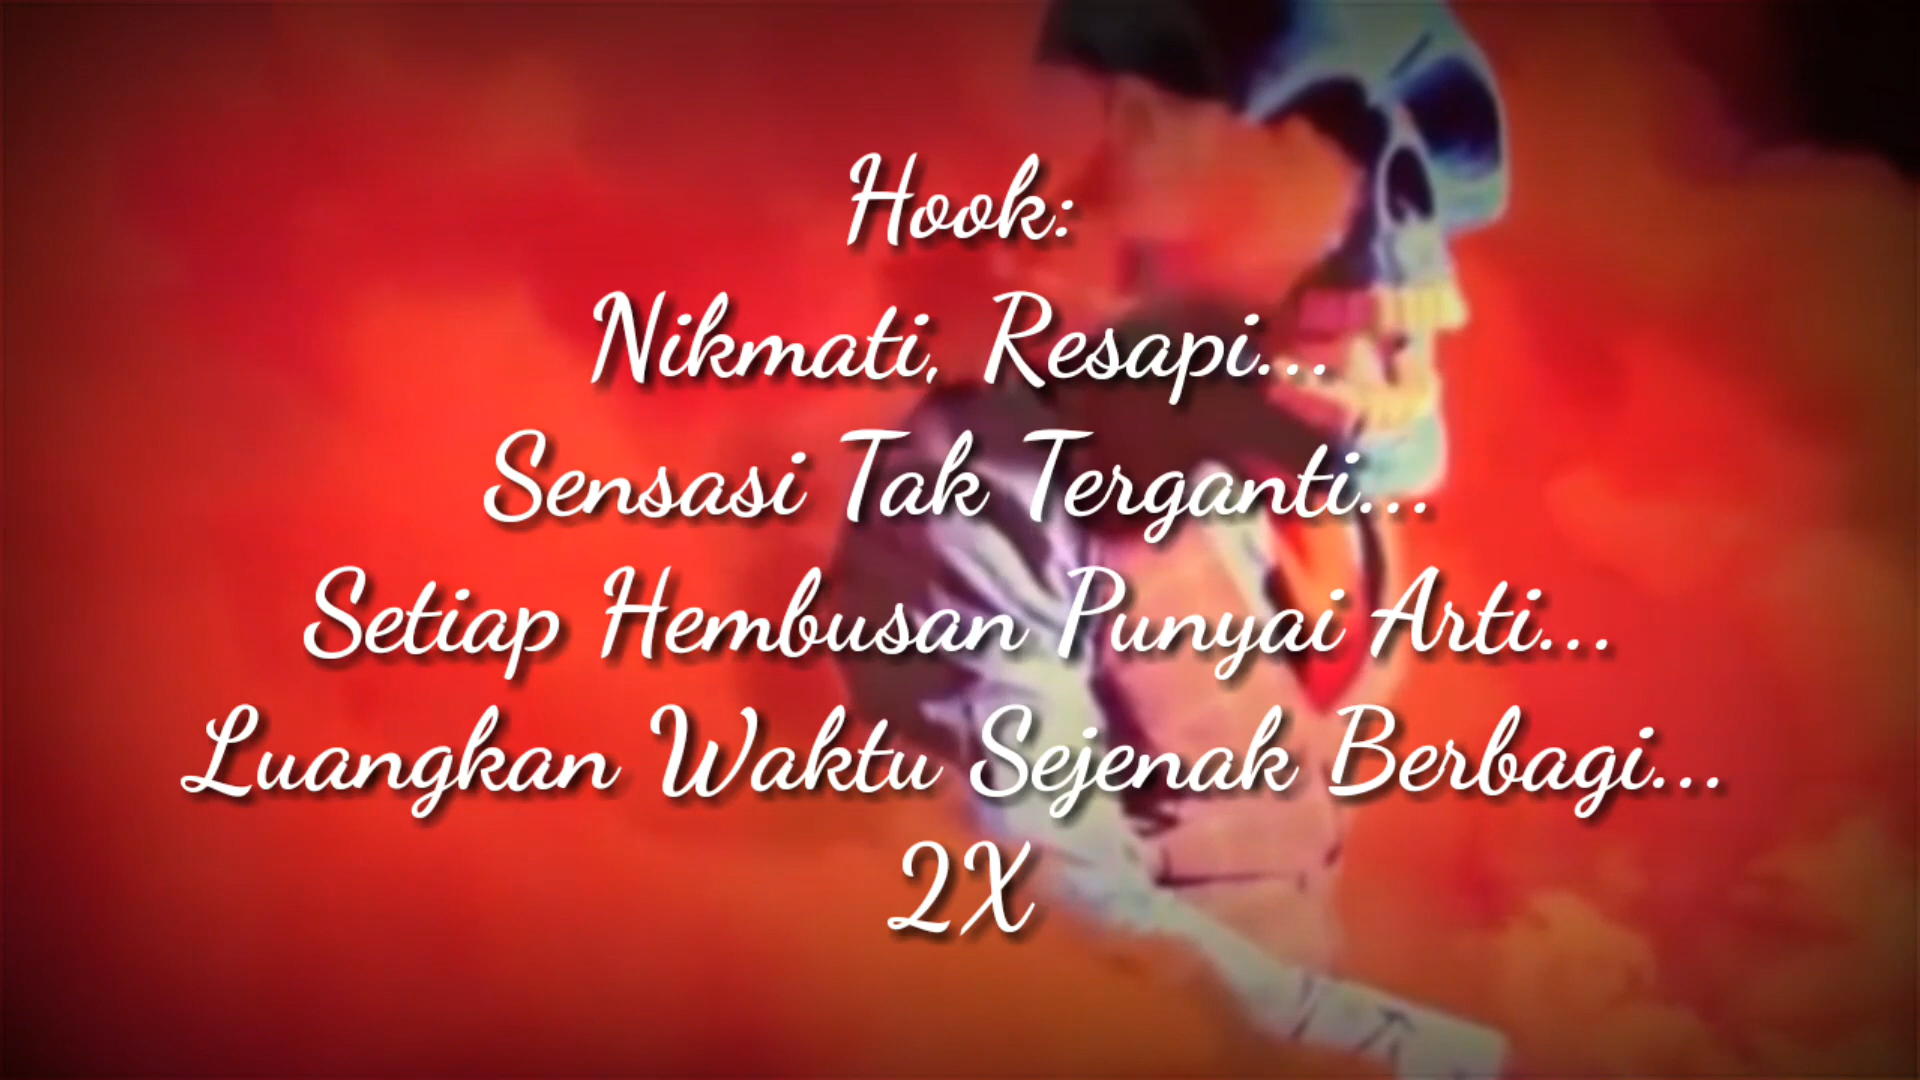 Hook:
Nikmati, Resapi...
Sensasi Tak Terganti...
Setiap Hembusan Punyai Arti...
Luangkan Waktu Sejenak Berbagi...
2X